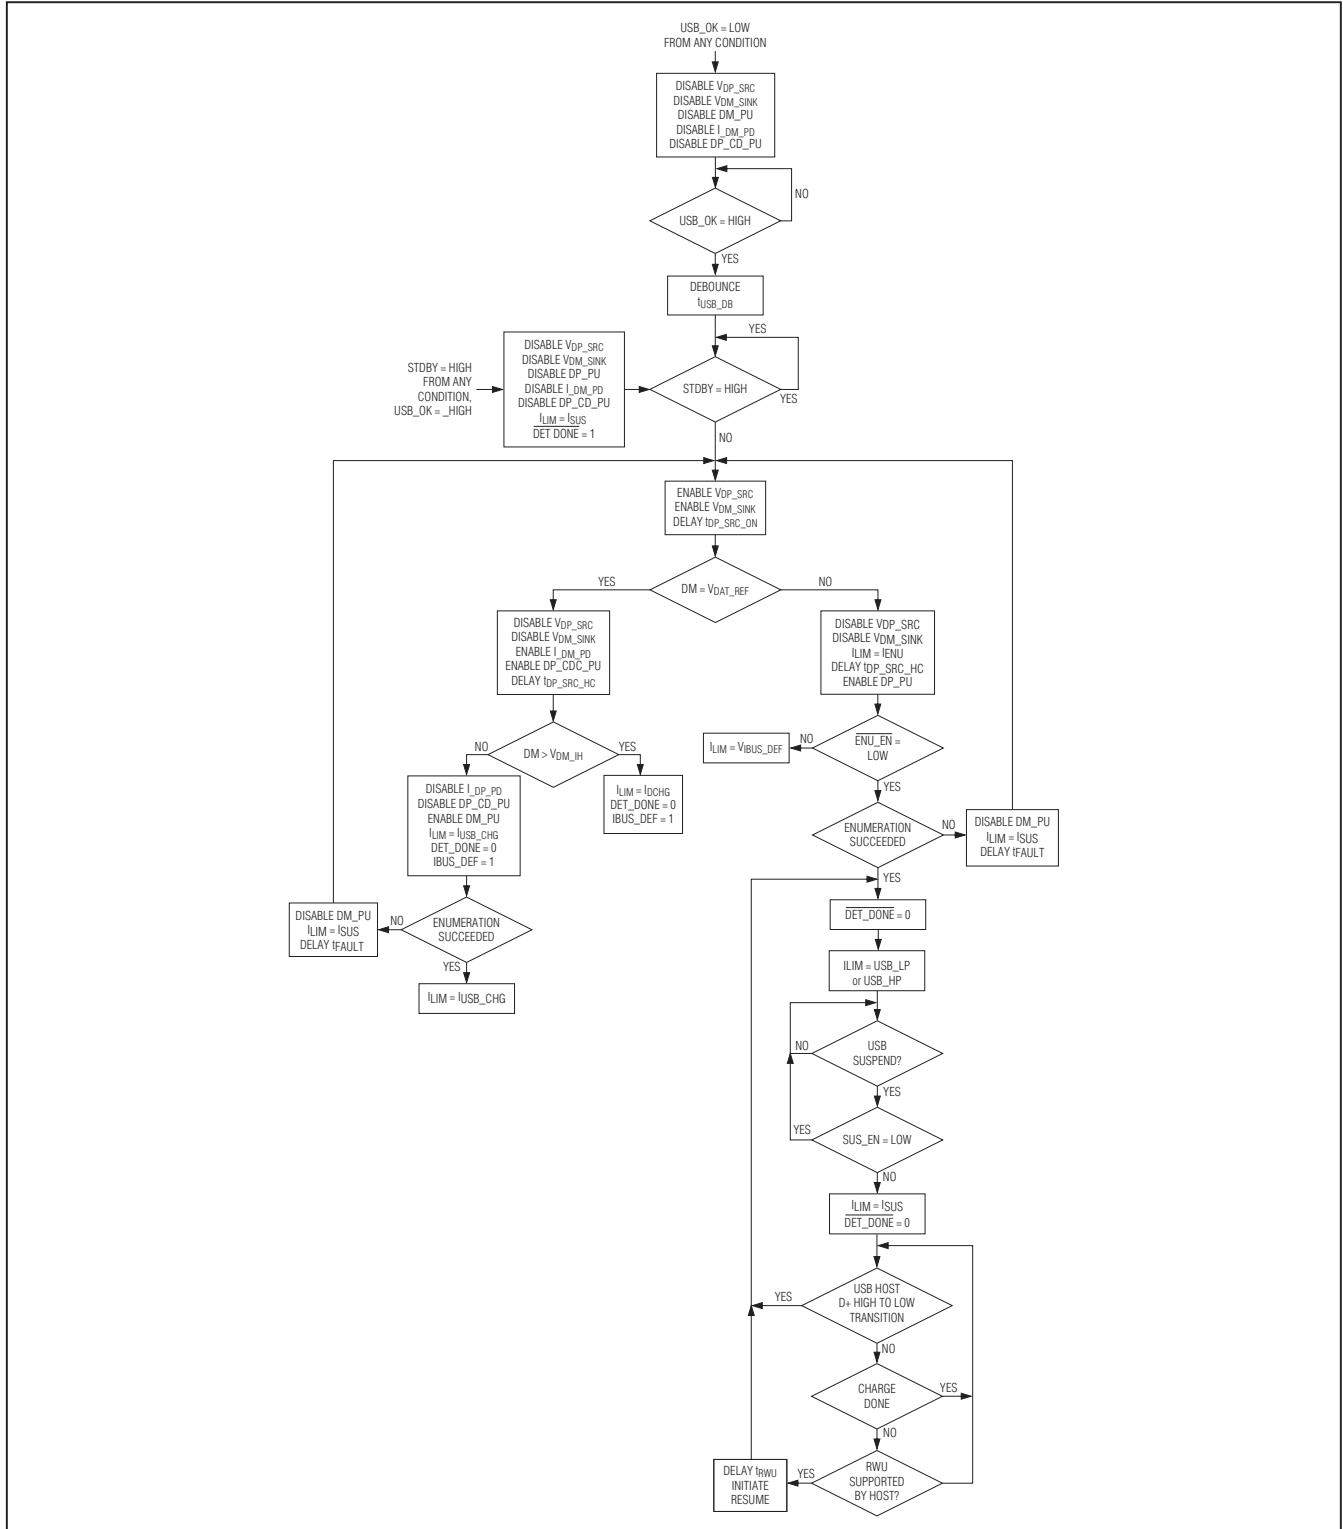 USB_OK = LOW
FROM ANY CONDITION
DISABLE VDP_SRC
DISABLE VDM_SINK
DISABLE DM_PU
DISABLE I_DM_PD
DISABLE DP_CD_PU
NO
USB_OK = HIGH
YES
DEBOUNCE
tUSB_DB
YES
STDBY = HIGH
FROM ANY
CONDITION,
USB_OK = _HIGH
DISABLE VDP_SRC
DISABLE VDM_SINK
DISABLE DP_PU
DISABLE I_DM_PD
DISABLE DP_CD_PU
ILIM = ISUS
DET DONE = 1
STDBY = HIGH
YES
NO
ENABLE VDP_SRC
ENABLE VDM_SINK
DELAY tDP_SRC_ON
YES
DM = VDAT_REF
NO
DISABLE VDP_SRC
DISABLE VDM_SINK
ENABLE I_DM_PD
ENABLE DP_CDC_PU
DELAY tDP_SRC_HC
DISABLE VDP_SRC
DISABLE VDM_SINK
ILIM = IENU
DELAY tDP_SRC_HC
ENABLE DP_PU
NO
DM > VDM_IH
YES
ILIM = VIBUS_DEF
NO
ENU_EN =
LOW
YES
DISABLE I_DP_PD
DISABLE DP_CD_PU
ENABLE DM_PU
ILIM = IUSB_CHG
DET_DONE = 0
IBUS_DEF = 1
ILIM = IDCHG
DET_DONE = 0
IBUS_DEF = 1
ENUMERATION
SUCCEEDED
NO
DISABLE DM_PU
ILIM = ISUS
DELAY tFAULT
YES
DISABLE DM_PU
ILIM = ISUS
DELAY tFAULT
NO
ENUMERATION
SUCCEEDED
YES
ILIM = IUSB_CHG
DET_DONE = 0
ILIM = USB_LP
or USB_HP
NO
USB
SUSPEND?
YES
YES
SUS_EN = LOW
NO
ILIM = ISUS
DET_DONE = 0
YES
USB HOST
D+ HIGH TO LOW
TRANSITION
NO
CHARGE
DONE
YES
NO
DELAY tRWU
INITIATE
RESUME
YES
RWU
SUPPORTED
BY HOST?